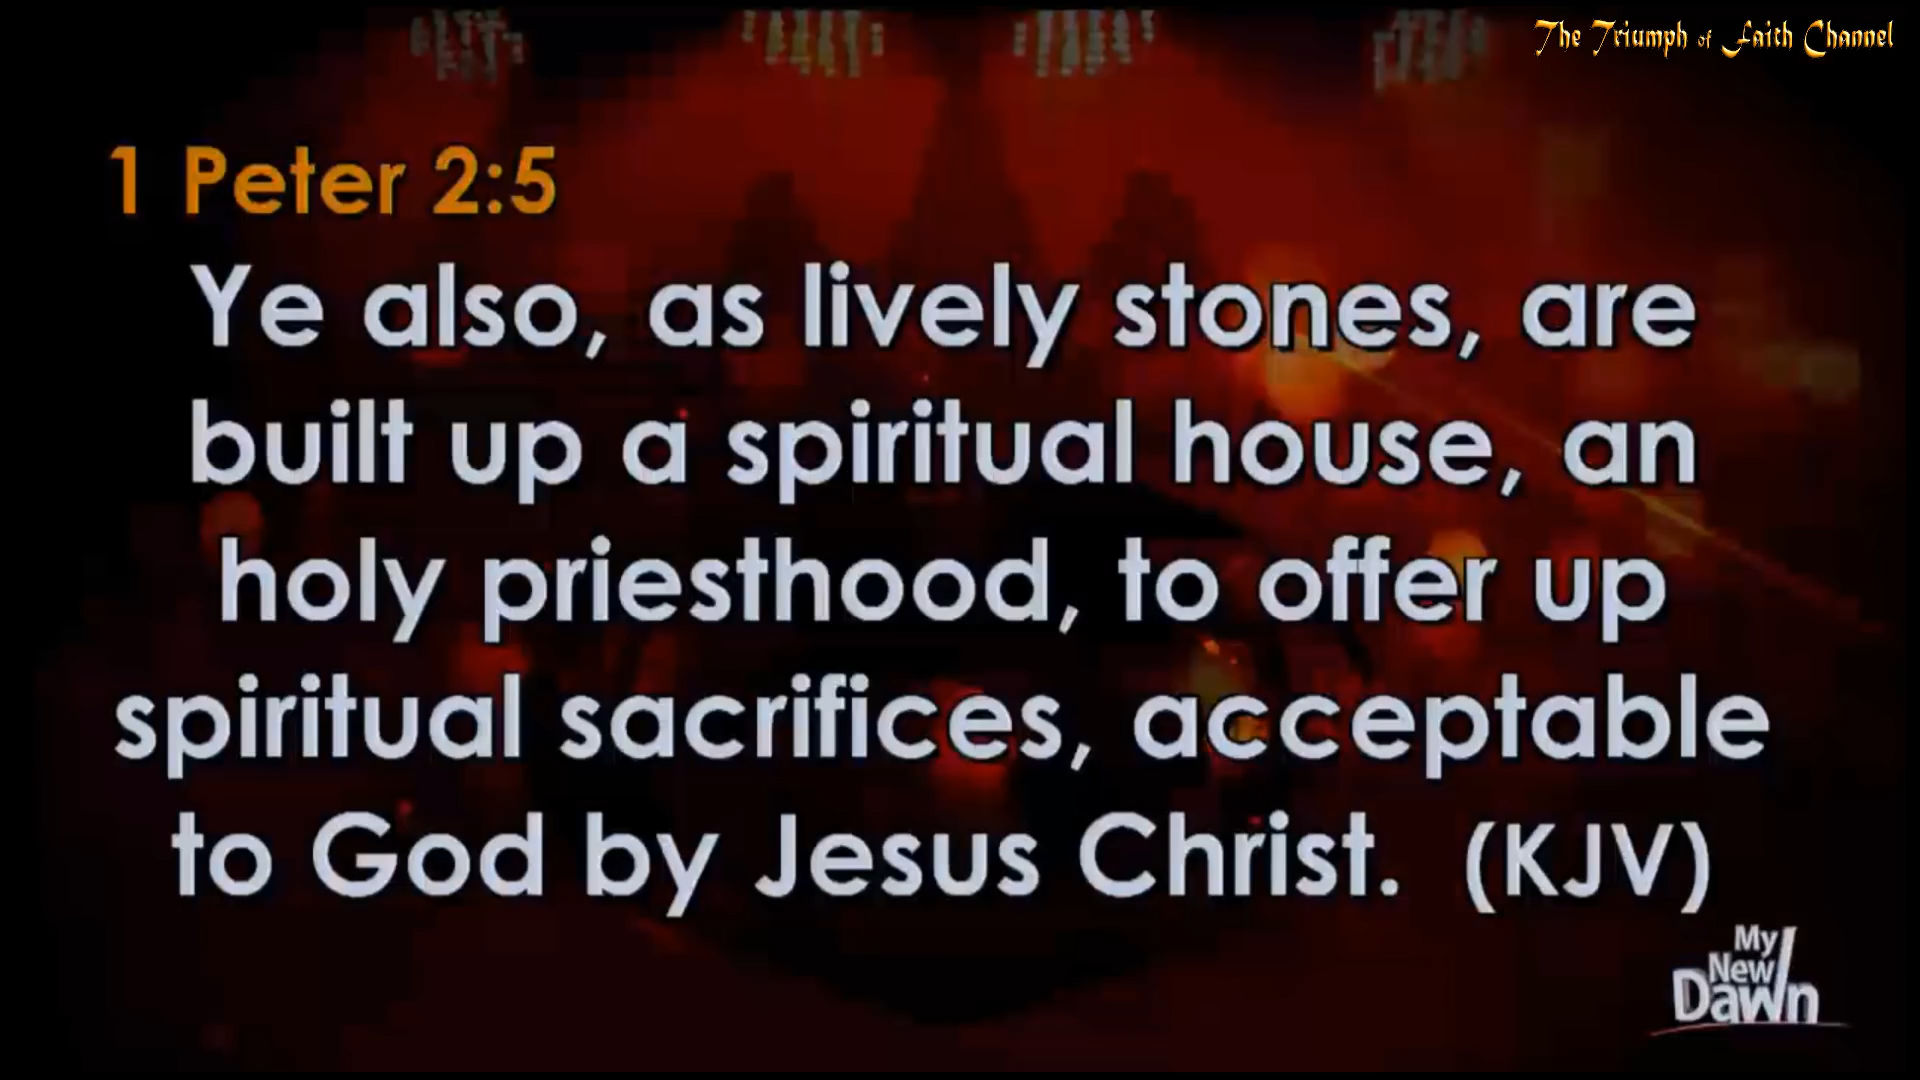 The Triumph of Faith Channel
1 Peter 2:5
Ye also, as lively stones, are
built up a spiritual house, an
holy priesthood, to offer up
spiritual sacrifices, acceptable
to God by Jesus Christ. (KJV)
My
New
Dawn